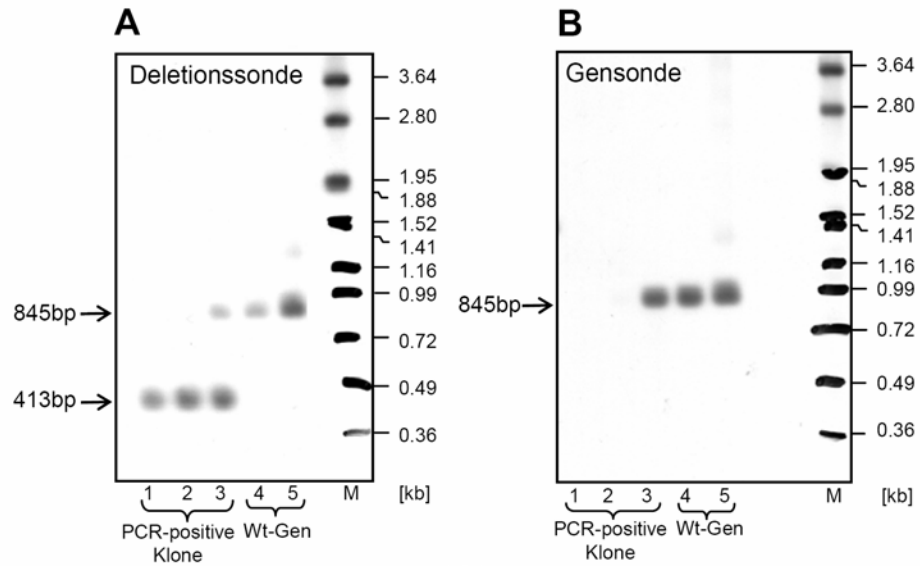 A
Deletionssonde
3.64
2.80
1.95
1.88
1.52
1.41
1.16
0.99
0.72
0.49
0.36
845bp
413bp
1 2 3 4 5 M [kb]
PCR-positive
Klone
Wt-Gen
B
Gensonde
3.64
2.80
1.95
1.88
1.52
1.41
1.16
0.99
0.72
0.49
0.36
845bp
1 2 3 4 5 M [kb]
PCR-positive
Klone
Wt-Gen